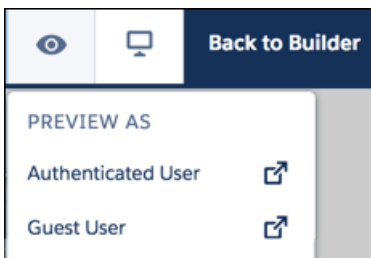 Back to Builder
PREVIEW AS
Authenticated User
Guest User